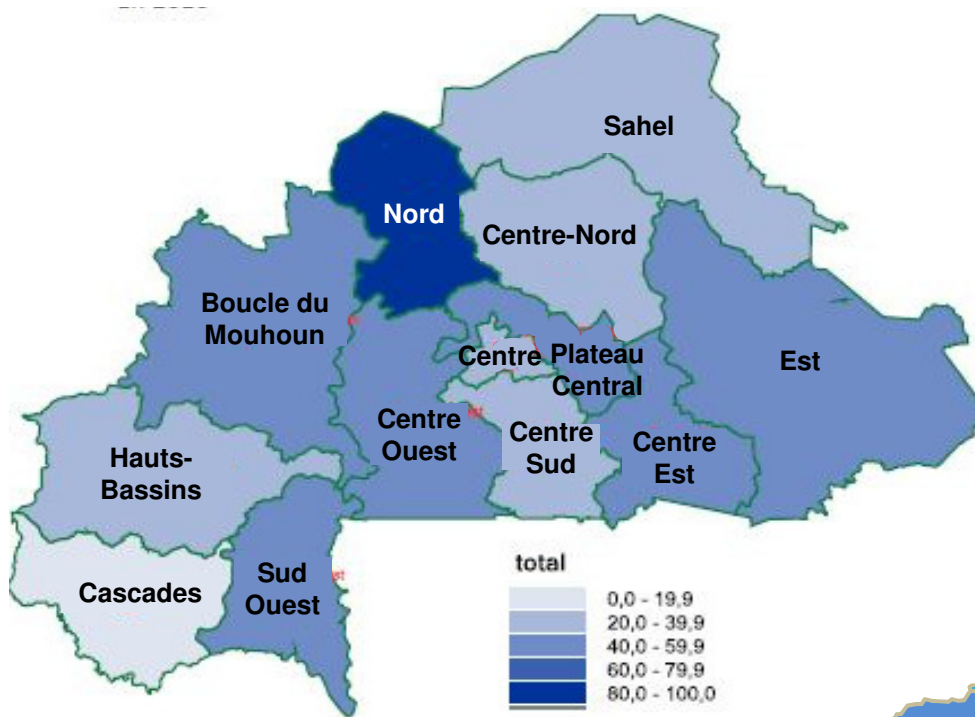 Sahel
Nord
Centre-Nord
Boucle du
Mouhoun
Centre
Plateau
Central
Est
Centre
Ouest
Centre
Sud
Centre
Est
Hauts-
Bassins
Cascades
Sud
Ouest
total
0,0 - 19,9
20,0 - 39,9
40,0 - 59,9
60,0 - 79,9
80,0 - 100,0